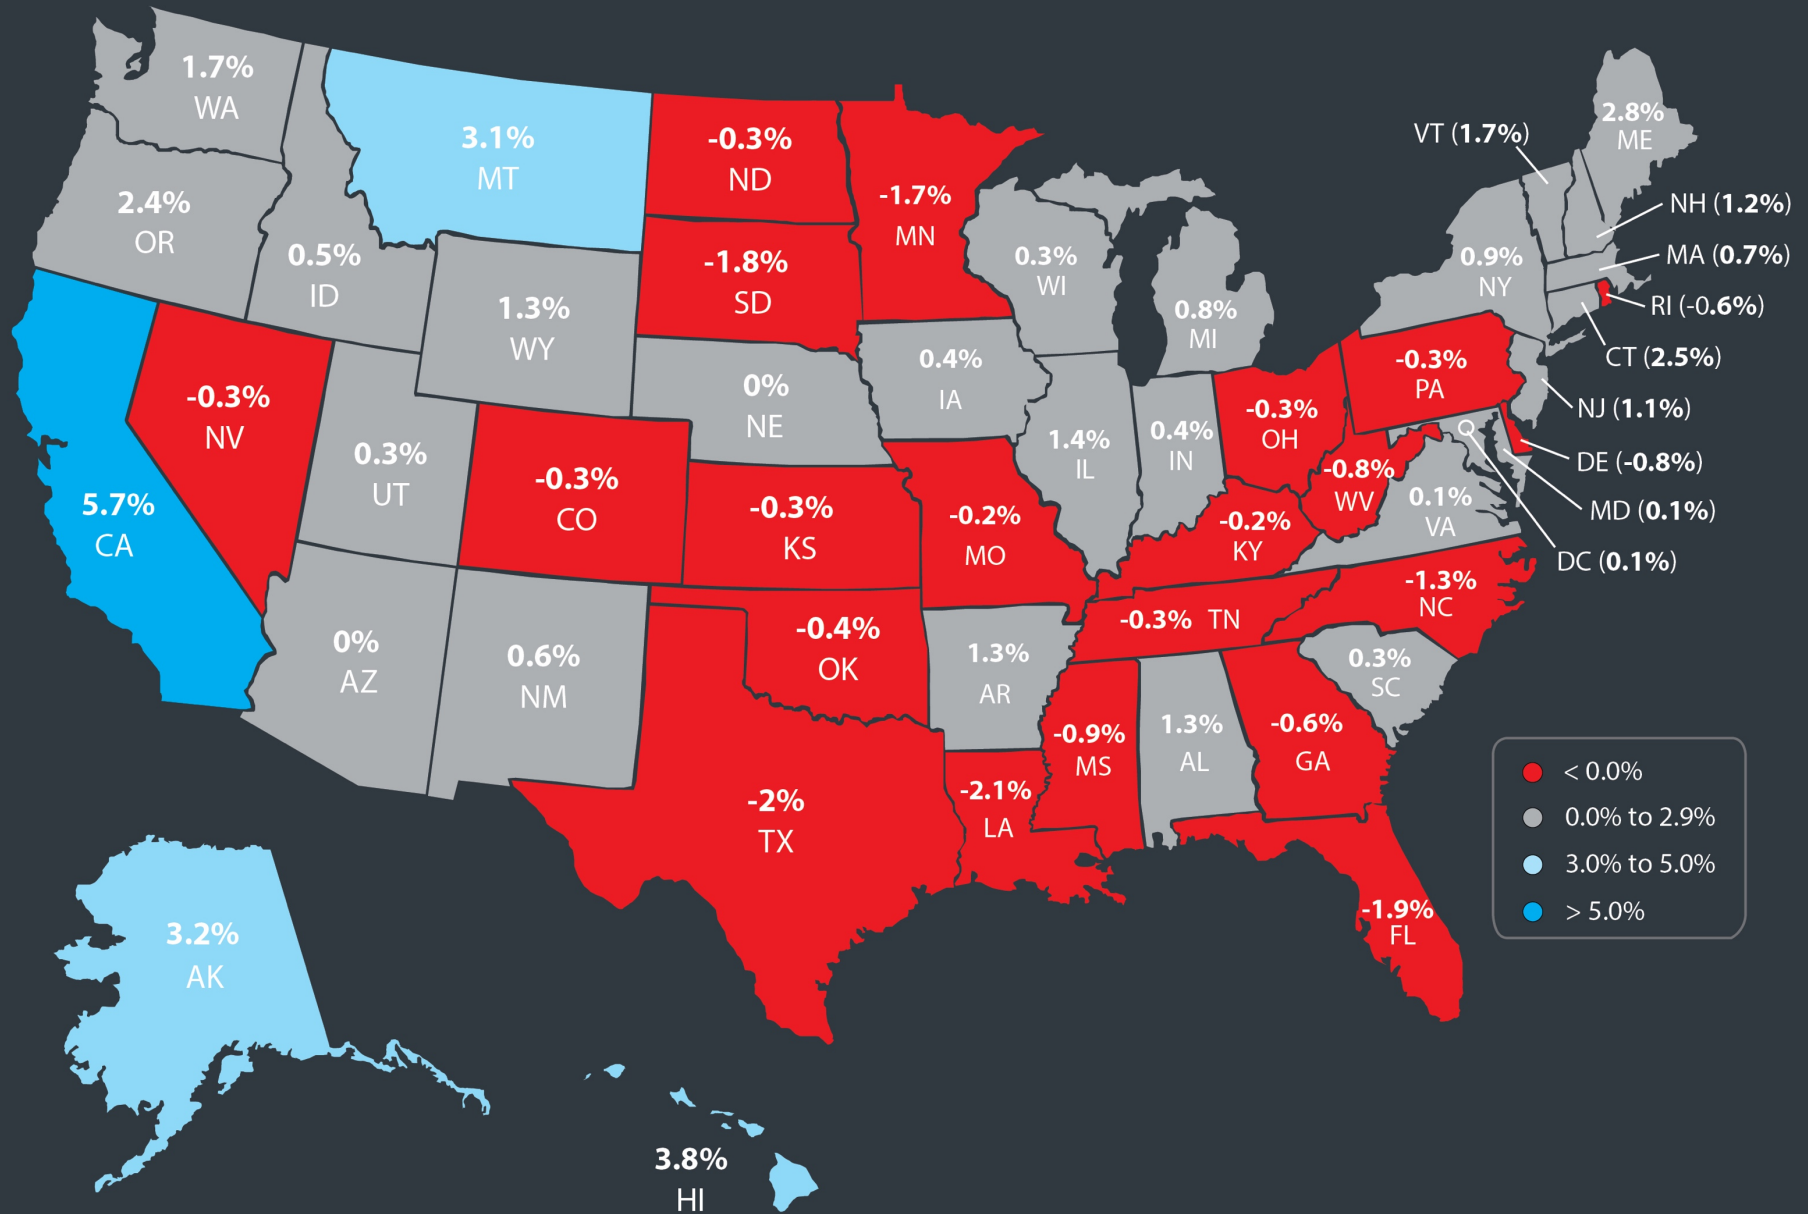 1.7%
WA
2.4%
OR
0.5%
ID
3.1%
MT
1.3%
WY
-0.3%
ND
-1.8%
SD
-1.7%
MN
0.3%
WI
0.8%
MI
0.9%
NY
2.8%
ME
VT (1.7%)
NH (1.2%)
MA (0.7%)
RI (-0.6%)
CT (2.5%)
NJ (1.1%)
DE (-0.8%)
MD (0.1%)
DC (0.1%)
5.7%
CA
-0.3%
NV
0.3%
UT
-0.3%
CO
0%
NE
-0.3%
KS
0.4%
IA
-0.2%
MO
1.4%
IL
0.4%
IN
-0.3%
OH
-0.3%
PA
-0.8%
WV
0.1%
VA
-0.2%
KY
-1.3%
NC
-0.3% TN
0%
AZ
0.6%
NM
-0.4%
OK
1.3%
AR
0.3%
SC
-2%
TX
-2.1%
LA
-0.9%
MS
1.3%
AL
-0.6%
GA
-1.9%
FL
3.2%
AK
3.8%
HI
< 0.0%
0.0% to 2.9%
3.0% to 5.0%
> 5.0%